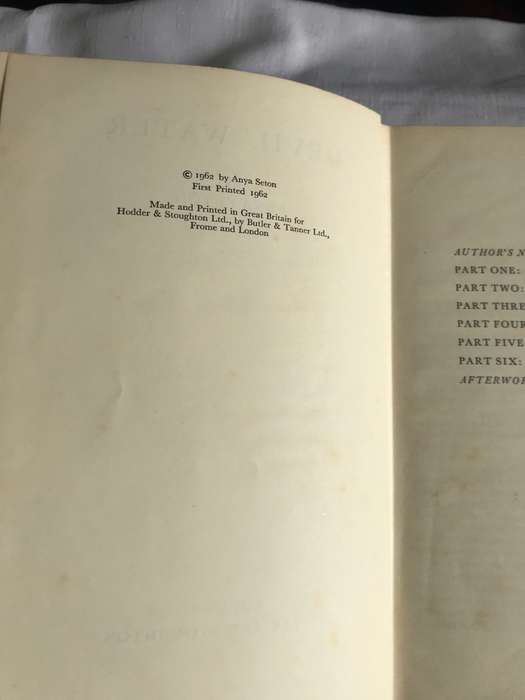 © 1962 by Anya Seton
First Printed 1962
Made and Printed in Great Britain for
Hodder & Stoughton Ltd., by Butler & Tanner Ltd.,
Frome and London
AUTHOR'S N
PART ONE:
PART TWO:
PART THRE
PART FOUR
PART FIVE
PART SIX:
AFTERWOR